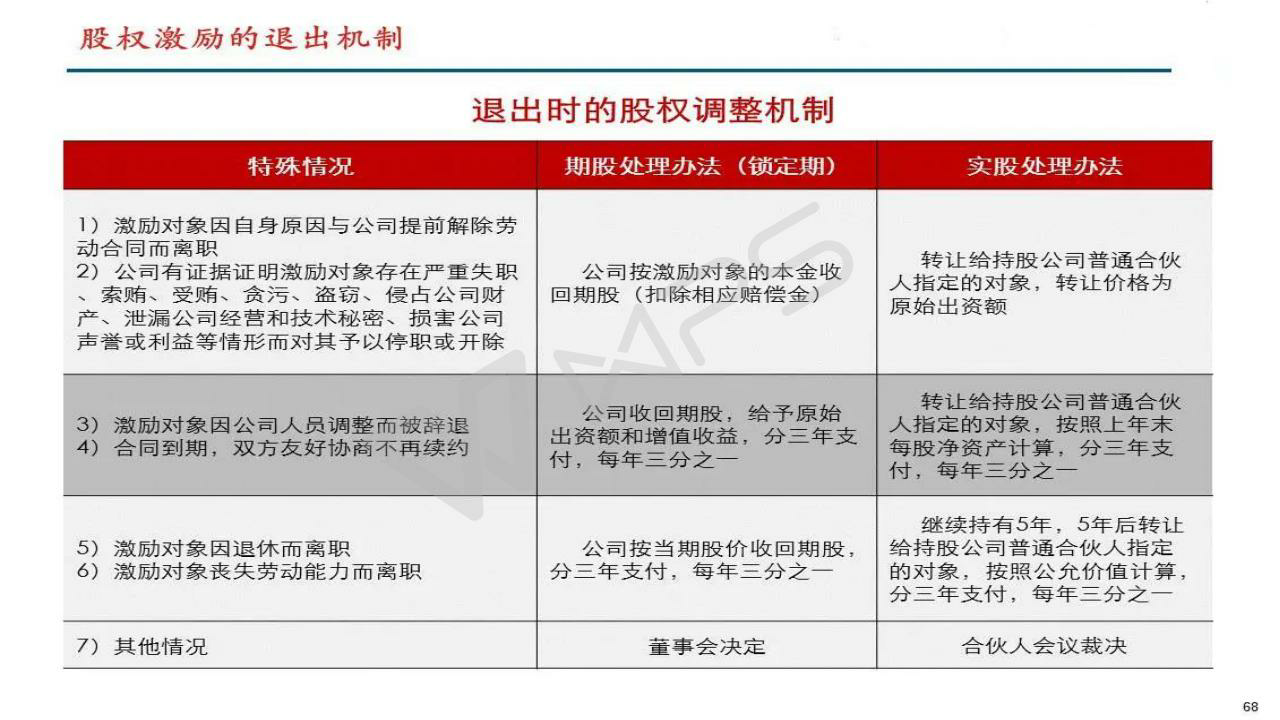 股权激励的退出机制
退出时的股权调整机制
特殊情况
期股处理办法（锁定期）
实股处理办法
1）激励对象因自身原因与公司提前解除劳
动合同而离职
2）公司有证据证明激励对象存在严重失职
、索贿、受贿、贪污、盗窃、侵占公司财
产、泄漏公司经营和技术秘密、损害公司
声誉或利益等情形而对其予以停职或开除
公司按激励对象的本金收
回期股（扣除相应赔偿金）
转让给持股公司普通合伙
人指定的对象，转让价格为
原始出资额
3）激励对象因公司人员调整而被辞退
4）合同到期，双方友好协商不再续约
公司收回期股，给予原始
出资额和增值收益，分三年支
付，每年三分之一
转让给持股公司普通合伙
人指定的对象，按照上年末
每股净资产计算，分三年支
付，每年三分之一
5）激励对象因退休而离职
6）激励对象丧失劳动能力而离职
公司按当期股价收回期股，
分三年支付，每年三分之一
继续持有5年，5年后转让
给持股公司普通合伙人指定
的对象，按照公允价值计算，
分三年支付，每年三分之一
7）其他情况
董事会决定
合伙人会议裁决
WPS
68